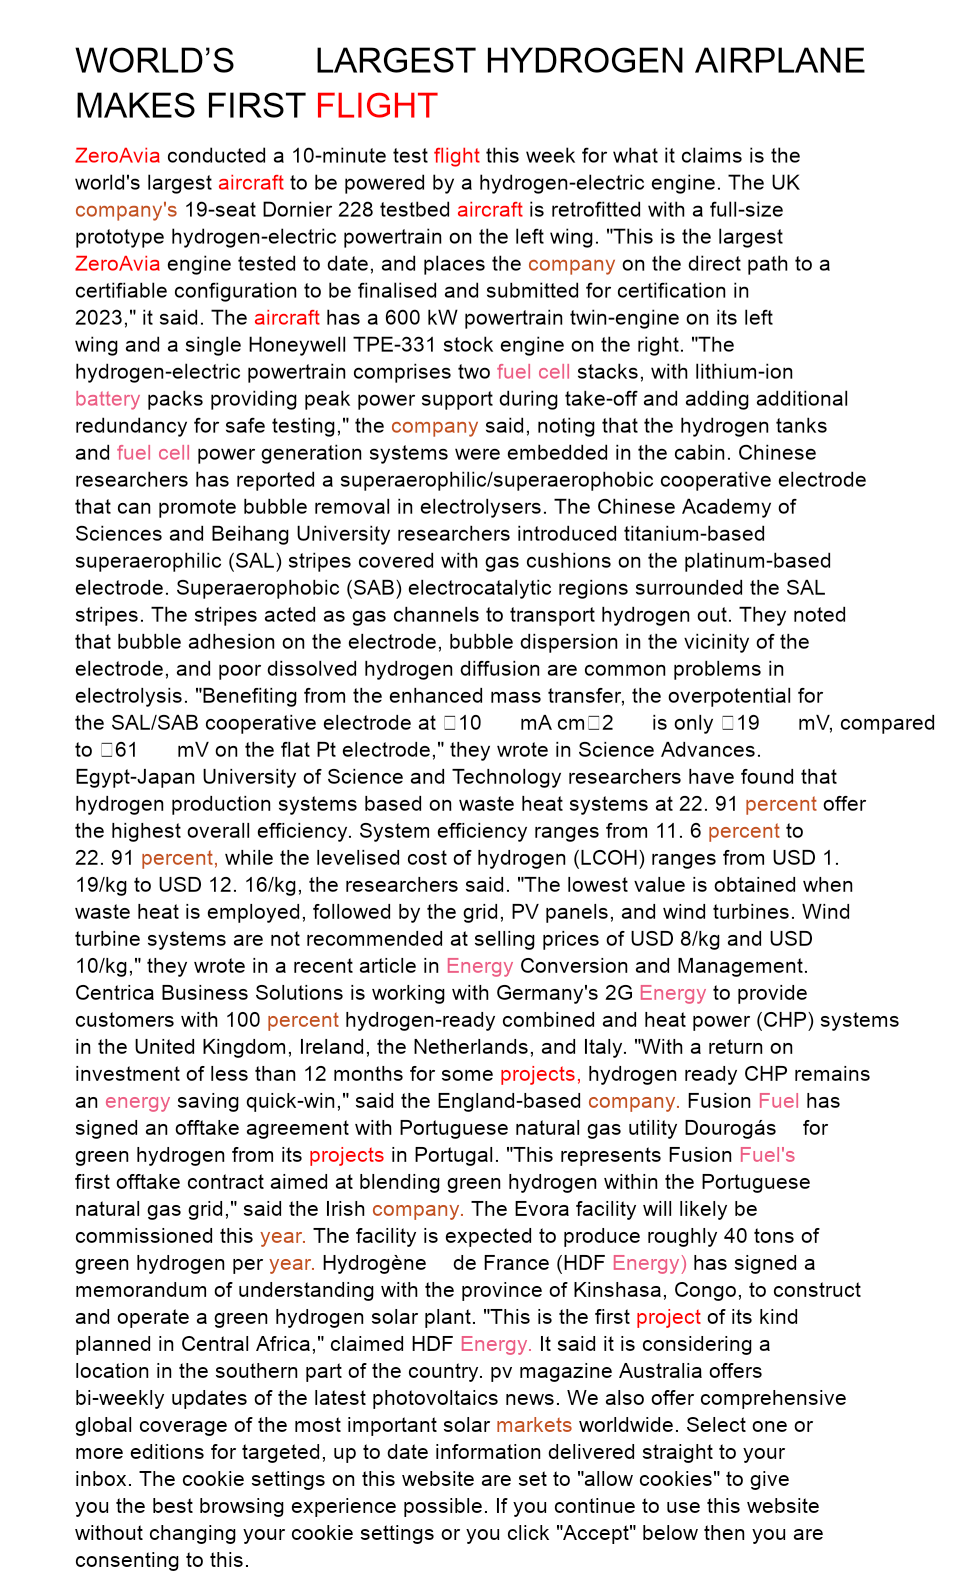 WORLD’S LARGEST HYDROGEN AIRPLANE
MAKES FIRST FLIGHT
ZeroAvia conducted a 10-minute test flight this week for what it claims is the
world's largest aircraft to be powered by a hydrogen-electric engine. The UK
company's 19-seat Dornier 228 testbed aircraft is retrofitted with a full-size
prototype hydrogen-electric powertrain on the left wing. "This is the largest
ZeroAvia engine tested to date, and places the company on the direct path to a
certifiable configuration to be finalised and submitted for certification in
2023," it said. The aircraft has a 600 kW powertrain twin-engine on its left
wing and a single Honeywell TPE-331 stock engine on the right. "The
hydrogen-electric powertrain comprises two fuel cell stacks, with lithium-ion
battery packs providing peak power support during take-off and adding additional
redundancy for safe testing," the company said, noting that the hydrogen tanks
and fuel cell power generation systems were embedded in the cabin. Chinese
researchers has reported a superaerophilic/superaerophobic cooperative electrode
that can promote bubble removal in electrolysers. The Chinese Academy of
Sciences and Beihang University researchers introduced titanium-based
superaerophilic (SAL) stripes covered with gas cushions on the platinum-based
electrode. Superaerophobic (SAB) electrocatalytic regions surrounded the SAL
stripes. The stripes acted as gas channels to transport hydrogen out. They noted
that bubble adhesion on the electrode, bubble dispersion in the vicinity of the
electrode, and poor dissolved hydrogen diffusion are common problems in
electrolysis. "Benefiting from the enhanced mass transfer, the overpotential for
the SAL/SAB cooperative electrode at □10 mA cm□2 is only □19 mV, compared
to □61 mV on the flat Pt electrode," they wrote in Science Advances.
Egypt-Japan University of Science and Technology researchers have found that
hydrogen production systems based on waste heat systems at 22. 91 percent offer
the highest overall efficiency. System efficiency ranges from 11. 6 percent to
22. 91 percent, while the levelised cost of hydrogen (LCOH) ranges from USD 1.
19/kg to USD 12. 16/kg, the researchers said. "The lowest value is obtained when
waste heat is employed, followed by the grid, PV panels, and wind turbines. Wind
turbine systems are not recommended at selling prices of USD 8/kg and USD
10/kg," they wrote in a recent article in Energy Conversion and Management.
Centrica Business Solutions is working with Germany's 2G Energy to provide
customers with 100 percent hydrogen-ready combined and heat power (CHP) systems
in the United Kingdom, Ireland, the Netherlands, and Italy. "With a return on
investment of less than 12 months for some projects, hydrogen ready CHP remains
an energy saving quick-win," said the England-based company. Fusion Fuel has
signed an offtake agreement with Portuguese natural gas utility Dourogás for
green hydrogen from its projects in Portugal. "This represents Fusion Fuel's
first offtake contract aimed at blending green hydrogen within the Portuguese
natural gas grid," said the Irish company. The Evora facility will likely be
commissioned this year. The facility is expected to produce roughly 40 tons of
green hydrogen per year. Hydrogène de France (HDF Energy) has signed a
memorandum of understanding with the province of Kinshasa, Congo, to construct
and operate a green hydrogen solar plant. "This is the first project of its kind
planned in Central Africa," claimed HDF Energy. It said it is considering a
location in the southern part of the country. pv magazine Australia offers
bi-weekly updates of the latest photovoltaics news. We also offer comprehensive
global coverage of the most important solar markets worldwide. Select one or
more editions for targeted, up to date information delivered straight to your
inbox. The cookie settings on this website are set to "allow cookies" to give
you the best browsing experience possible. If you continue to use this website
without changing your cookie settings or you click "Accept" below then you are
consenting to this.